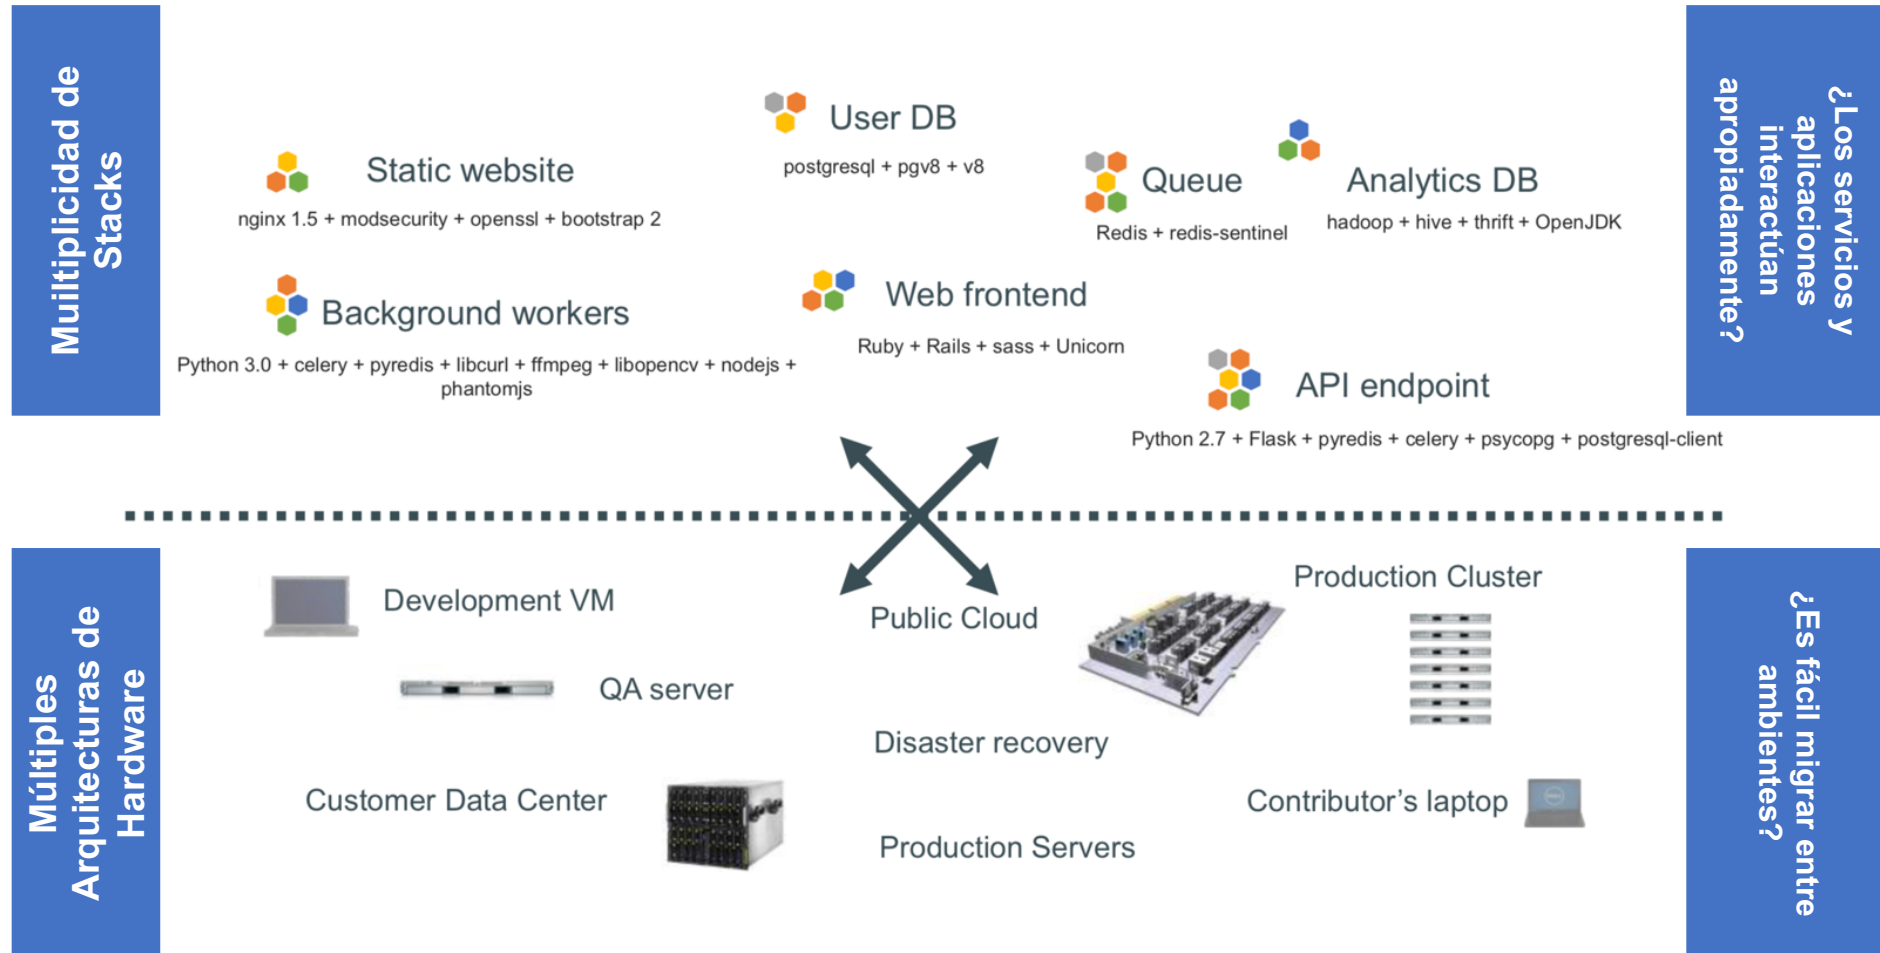 Muiltiplicidad de
Stacks
User DB
postgresql + pgv8 + v8
Static website
nginx 1.5 + modsecurity + openssl + bootstrap 2
Queue
Redis + redis-sentinel
Analytics DB
hadoop + hive + thrift + OpenJDK
Background workers
Python 3.0 + celery + pyredis + libcurl + ffmpeg + libopencv + nodejs +
phantomjs
Web frontend
Ruby + Rails + sass + Unicorn
API endpoint
Python 2.7 + Flask + pyredis + celery + psycopg + postgresql-client
¿Los servicios y
aplicaciones
interactúan
apropiadamente?
Múltiples
Arquitecturas de
Hardware
Development VM
QA server
Customer Data Center
Public Cloud
Disaster recovery
Production Servers
Production Cluster
Contributor’s laptop
¿Es fácil migrar entre
ambientes?